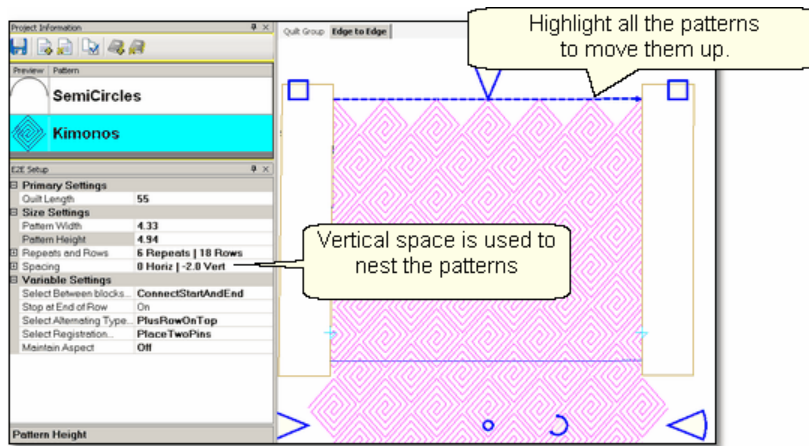 Project Information
Quilt Group Edge to Edge
Highlight all the patterns
to move them up.
Preview Pattern
SemiCircles
Kimonos
E2E Setup
Primary Settings
Quilt Length 55
Size Settings
Pattern Width 4.33
Pattern Height 4.94
Repeats and Rows 6 Repeats | 18 Rows
Spacing 0 Horiz | -2.0 Vert
Vertical space is used to
nest the patterns
Variable Settings
Select Between blocks... ConnectStartAndEnd
Stop at End of Row On
Select Alternating Type... PlusRowOnTop
Select Registration... PlaceTwoPins
Maintain Aspect Off
Pattern Height